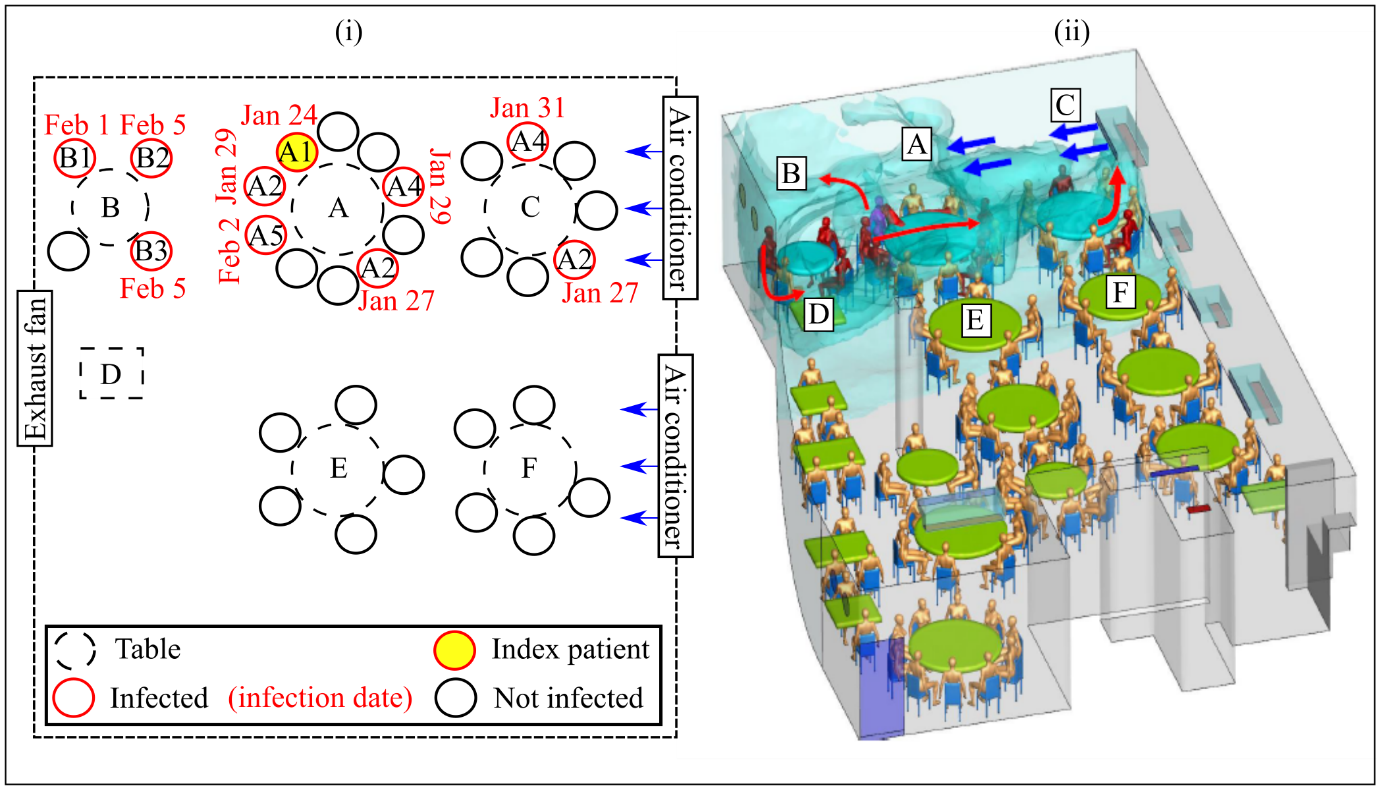 (i)
(ii)
Jan 24
Jan 31
Feb 1
Feb 5
Jan 29
Jan 29
Feb 2
B1
B2
B
B3
Feb 5
A1
A2
A5
A
A4
A2
Jan 27
A4
C
A2
Jan 27
Air conditioner
Exhaust fan
D
E
F
Air conditioner
Table
Index patient
Infected (infection date)
Not infected
C
A
B
D
E
F